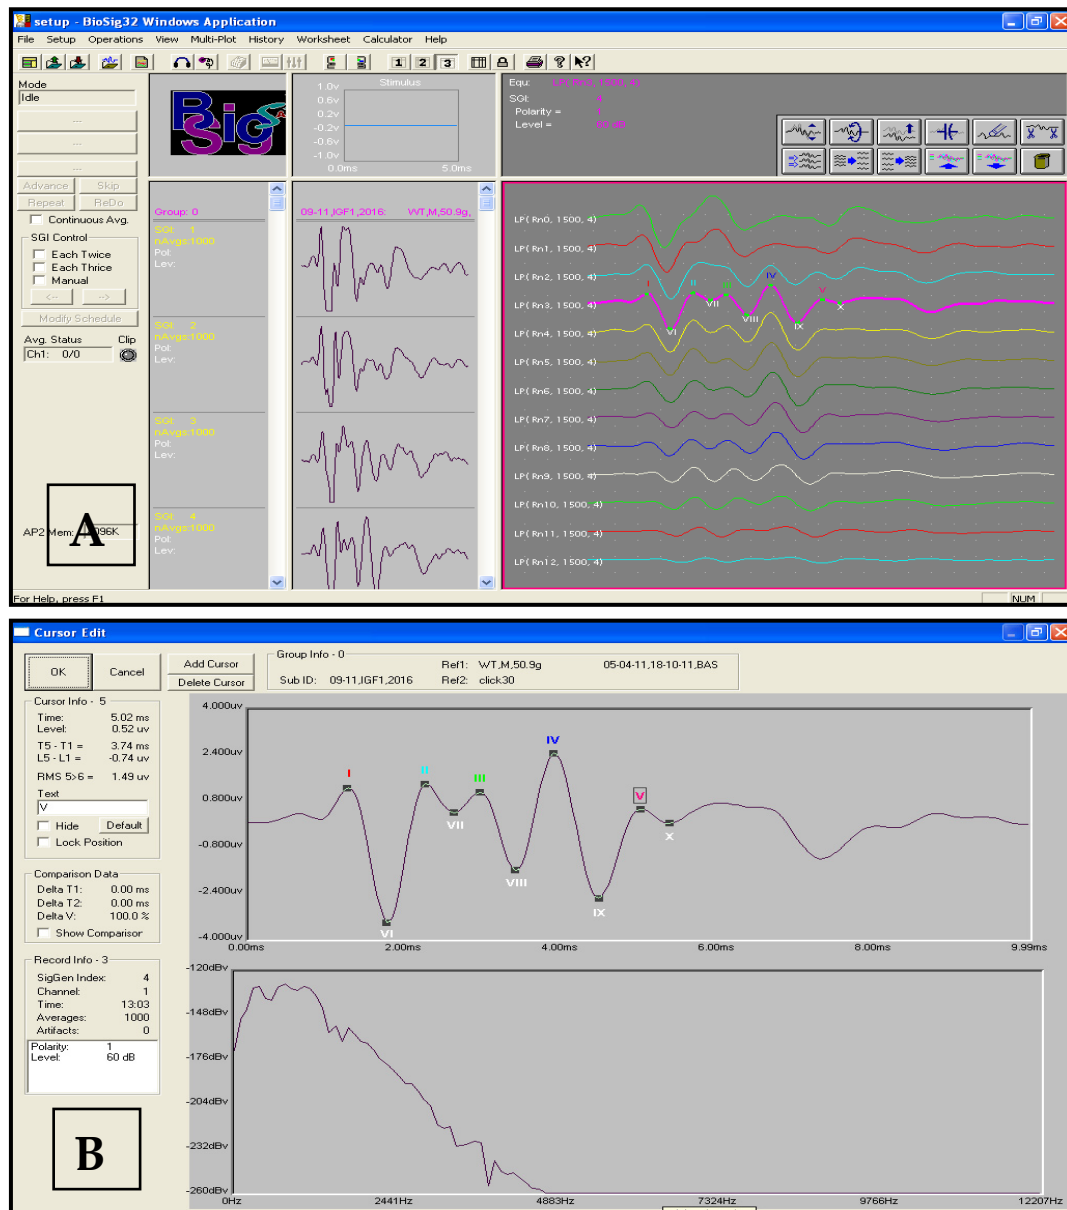 setup - BioSig32 Windows Application
File Setup Operations View Multi-Plot History Worksheet Calculator Help
1 2 3
Mode
Idle
...
...
...
Advance Skip
Repeat ReDo
Continuous Avg.
SGI Control
Each Twice
Each Thrice
Manual
<-- -->
Modify Schedule
Avg. Status Clip
Ch1: 0/0
AP2 Mem: 096K
A
BioSig
Stimulus
1.0v
0.6v
0.2v
-0.2v
-0.6v
-1.0v
0.0ms 5.0ms
Equ: LP( Rn3, 1500, 4)
SGI: 4
Polarity = 1
Level = 60 dB
Group: 0
SGI: 1
nAvgs:1000
Pol:
Lev:
SGI: 2
nAvgs:1000
Pol:
Lev:
SGI: 3
nAvgs:1000
Pol:
Lev:
SGI: 4
nAvgs:1000
Pol:
Lev:
09-11,IGF1,2016: WT,M,50.9g,
LP( Rn0, 1500, 4)
LP( Rn1, 1500, 4)
LP( Rn2, 1500, 4)
LP( Rn3, 1500, 4)
LP( Rn4, 1500, 4)
LP( Rn5, 1500, 4)
LP( Rn6, 1500, 4)
LP( Rn7, 1500, 4)
LP( Rn8, 1500, 4)
LP( Rn9, 1500, 4)
LP( Rn10, 1500, 4)
LP( Rn11, 1500, 4)
LP( Rn12, 1500, 4)
I II III IV V
VI VII VIII IX X
For Help, press F1 NUM
Cursor Edit
OK Cancel
Add Cursor
Delete Cursor
Group Info - 0
Ref1: WT,M,50.9g 05-04-11,18-10-11,BAS
Sub ID: 09-11,IGF1,2016 Ref2: click30
Cursor Info - 5
Time: 5.02 ms
Level: 0.52 uv
T5 - T1 = 3.74 ms
L5 - L1 = -0.74 uv
RMS 5>6 = 1.49 uv
Text
V
Hide Default
Lock Position
Comparison Data
Delta T1: 0.00 ms
Delta T2: 0.00 ms
Delta V: 100.0 %
Show Comparisor
Record Info - 3
SigGen Index: 4
Channel: 1
Time: 13:03
Averages: 1000
Artifacts: 0
Polarity: 1
Level: 60 dB
B
4.000uv
2.400uv
0.800uv
-0.800uv
-2.400uv
-4.000uv
I II III IV V
VI VII VIII IX X
0.00ms 2.00ms 4.00ms 6.00ms 8.00ms 9.99ms
-120dBv
-148dBv
-176dBv
-204dBv
-232dBv
-260dBv
0Hz 2441Hz 4883Hz 7324Hz 9766Hz 12207Hz